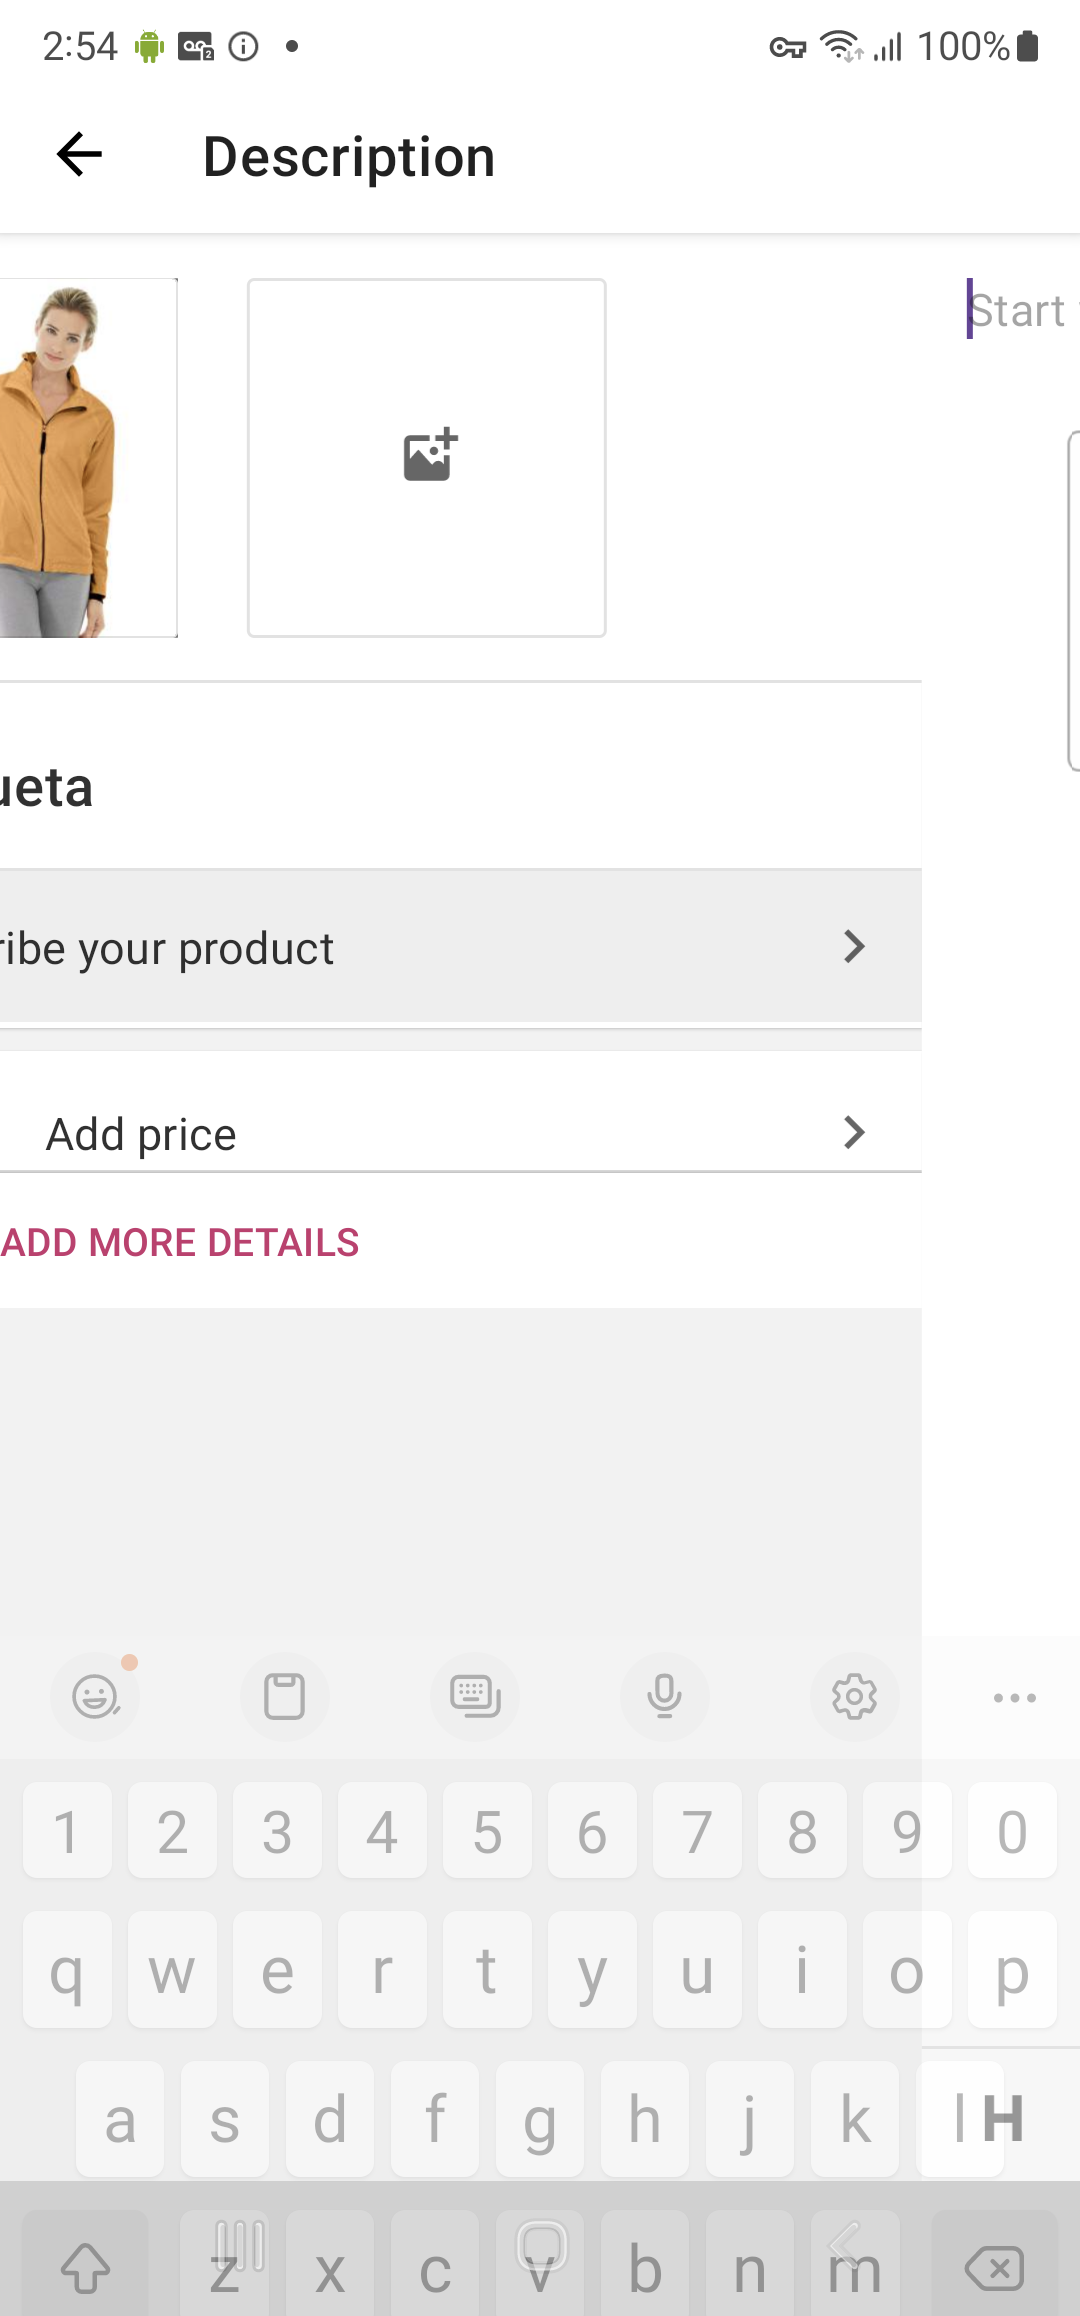 2:54 100%
Description
Start
ueta
ribe your product
Add price
ADD MORE DETAILS
1 2 3 4 5 6 7 8 9 0
q w e r t y u i o p
a s d f g h j k l H
z x c v b n m